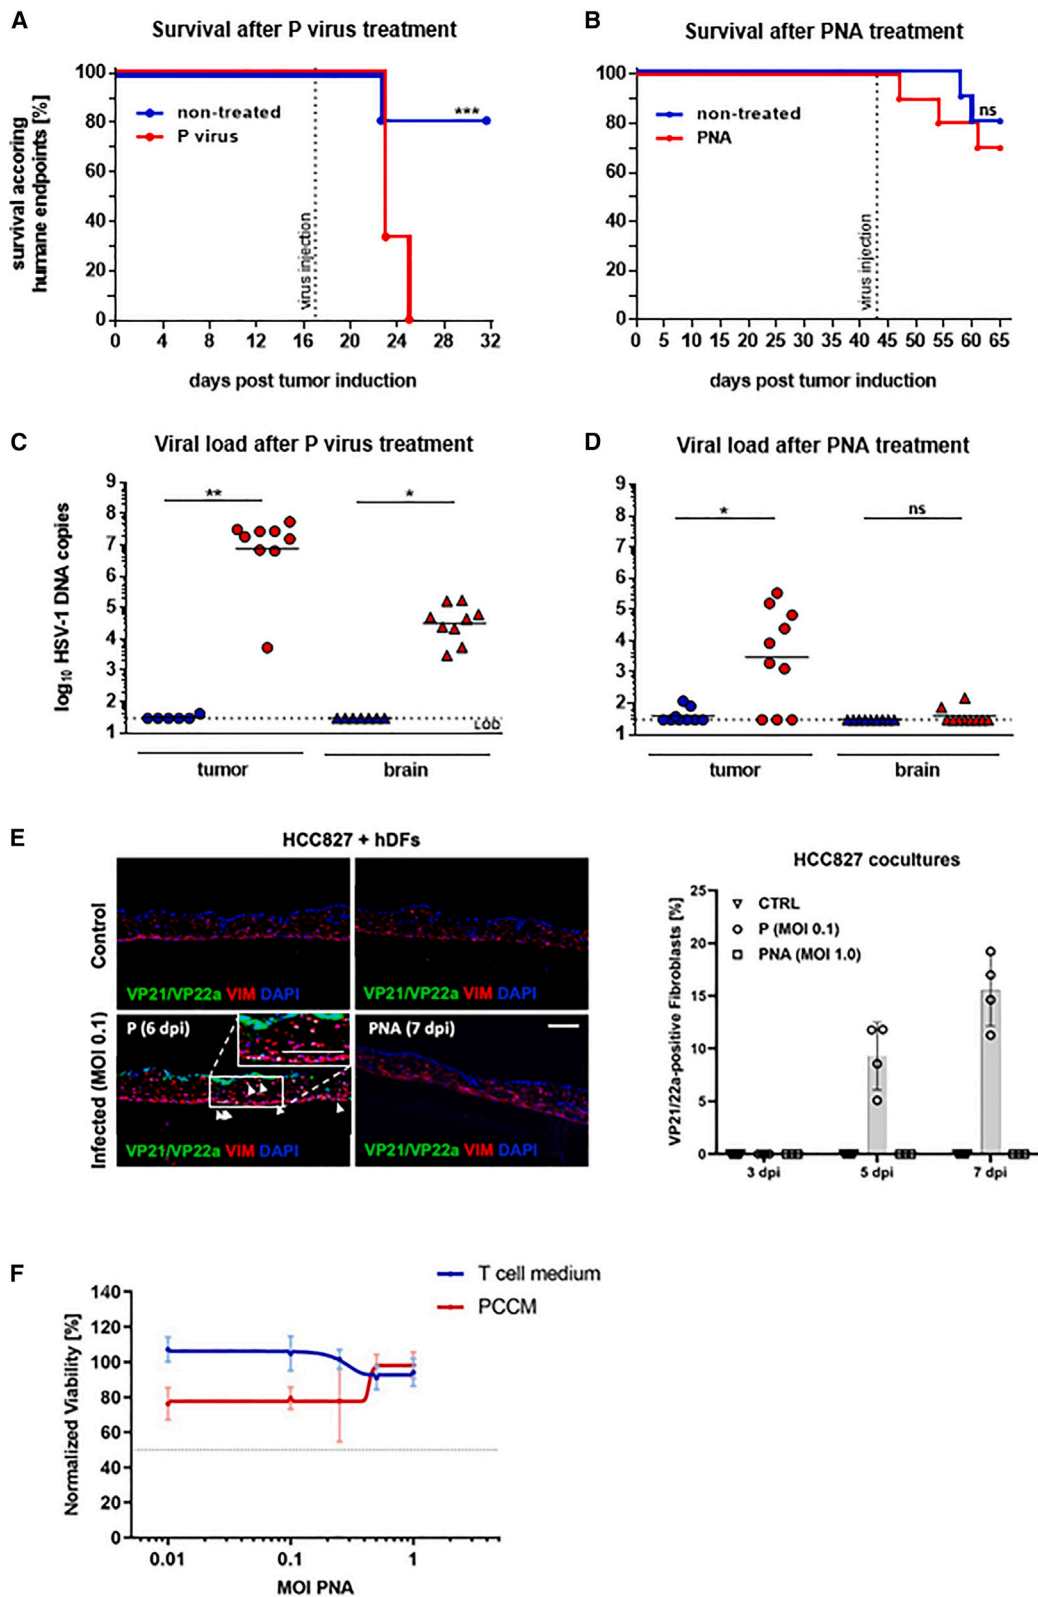 A
Survival after P virus treatment
survival accoring
humane endpoints [%]
100
80
60
40
20
0
non-treated
P virus
***
virus injection
0 4 8 12 16 20 24 28 32
days post tumor induction
B
Survival after PNA treatment
100
80
60
40
20
0
non-treated
PNA
ns
virus injection
0 5 10 15 20 25 30 35 40 45 50 55 60 65
days post tumor induction
C
Viral load after P virus treatment
log10 HSV-1 DNA copies
9
8
7
6
5
4
3
2
1
**
*
LOD
tumor brain
D
Viral load after PNA treatment
9
8
7
6
5
4
3
2
1
*
ns
tumor brain
E
HCC827 + hDFs
Control
VP21/VP22a VIM DAPI
VP21/VP22a VIM DAPI
Infected (MOI 0.1)
P (6 dpi)
VP21/VP22a VIM DAPI
PNA (7 dpi)
VP21/VP22a VIM DAPI
HCC827 cocultures
VP21/22a-positive Fibroblasts [%]
25
20
15
10
5
0
CTRL
P (MOI 0.1)
PNA (MOI 1.0)
3 dpi 5 dpi 7 dpi
F
T cell medium
PCCM
Normalized Viability [%]
140
120
100
80
60
40
20
0
0.01 0.1 1
MOI PNA